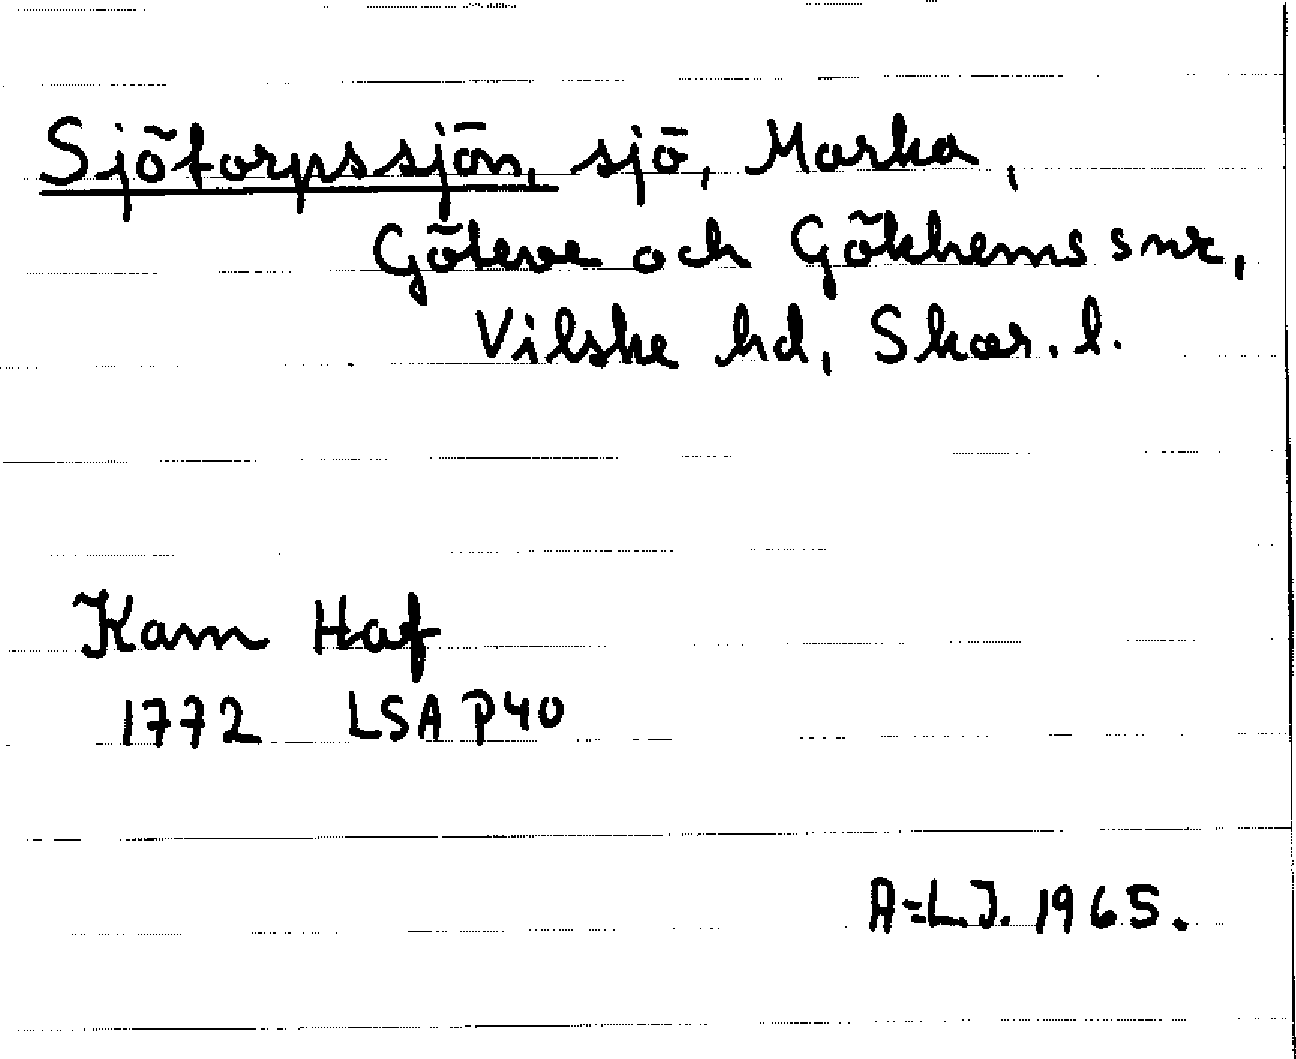 Sjötorpssjön, sjö, Marka,
Göteve och Gökhems snr,
Vilske hd, Skar. l.
Kam Haf
1772 LSA P40
A-L.J. 1965.